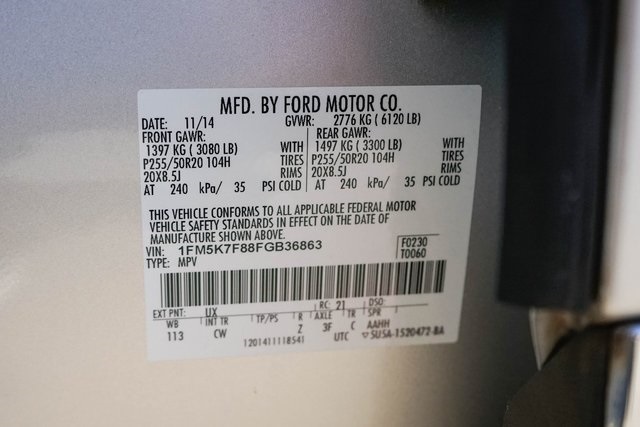 MFD. BY FORD MOTOR CO.
DATE: 11/14 GVWR: 2776 KG ( 6120 LB)
FRONT GAWR: REAR GAWR:
1397 KG ( 3080 LB) WITH 1497 KG ( 3300 LB) WITH
P255/50R20 104H TIRES P255/50R20 104H TIRES
20X8.5J RIMS 20X8.5J RIMS
AT 240 kPa/ 35 PSI COLD AT 240 kPa/ 35 PSI COLD
THIS VEHICLE CONFORMS TO ALL APPLICABLE FEDERAL MOTOR
VEHICLE SAFETY STANDARDS IN EFFECT ON THE DATE OF
MANUFACTURE SHOWN ABOVE.
VIN: 1FM5K7F88FGB36863 F0230
TYPE: MPV T0060
EXT PNT: UX RC: 21 DSO:
WB INT TR TP/PS R AXLE TR SPR
113 CW Z 3F C AAHH
1201411118541 UTC SU5A-1520472-BA